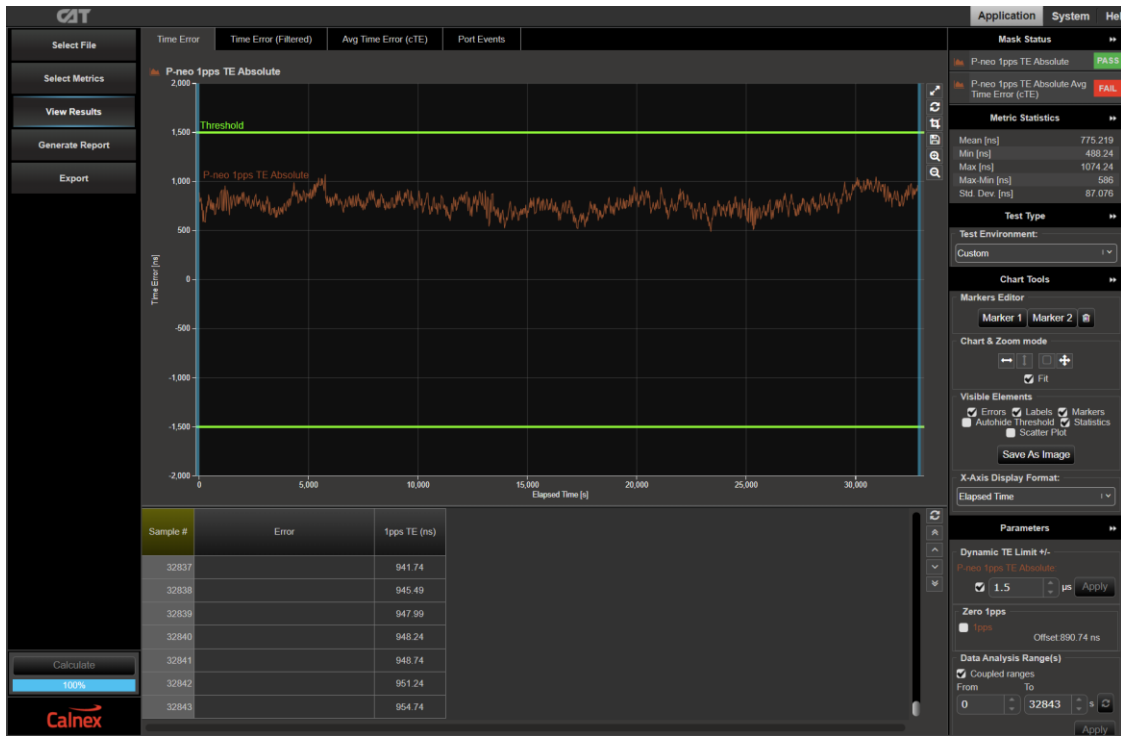 CAT
Application System Hel
Select File
Select Metrics
View Results
Generate Report
Export
Calculate
100%
Calnex
Time Error Time Error (Filtered) Avg Time Error (cTE) Port Events
P-neo 1pps TE Absolute
2,000
1,500
1,000
500
0
-500
-1,000
-1,500
-2,000
Time Error [ns]
Threshold
P-neo 1pps TE Absolute
0 5,000 10,000 15,000 20,000 25,000 30,000
Elapsed Time [s]
Sample # Error 1pps TE (ns)
32837 941.74
32838 945.49
32839 947.99
32840 948.24
32841 948.74
32842 951.24
32843 954.74
Mask Status
P-neo 1pps TE Absolute PASS
P-neo 1pps TE Absolute Avg FAIL
Time Error (cTE)
Metric Statistics
Mean [ns] 775.219
Min [ns] 488.24
Max [ns] 1074.24
Max-Min [ns] 586
Std. Dev. [ns] 87.076
Test Type
Test Environment:
Custom
Chart Tools
Markers Editor
Marker 1 Marker 2
Chart & Zoom mode
Fit
Visible Elements
Errors Labels Markers
Autohide Threshold Statistics
Scatter Plot
Save As Image
X-Axis Display Format:
Elapsed Time
Parameters
Dynamic TE Limit +/-
P-neo 1pps TE Absolute:
1.5 µs Apply
Zero 1pps
1pps
Offset:890.74 ns
Data Analysis Range(s)
Coupled ranges
From To
0 32843 s
Apply